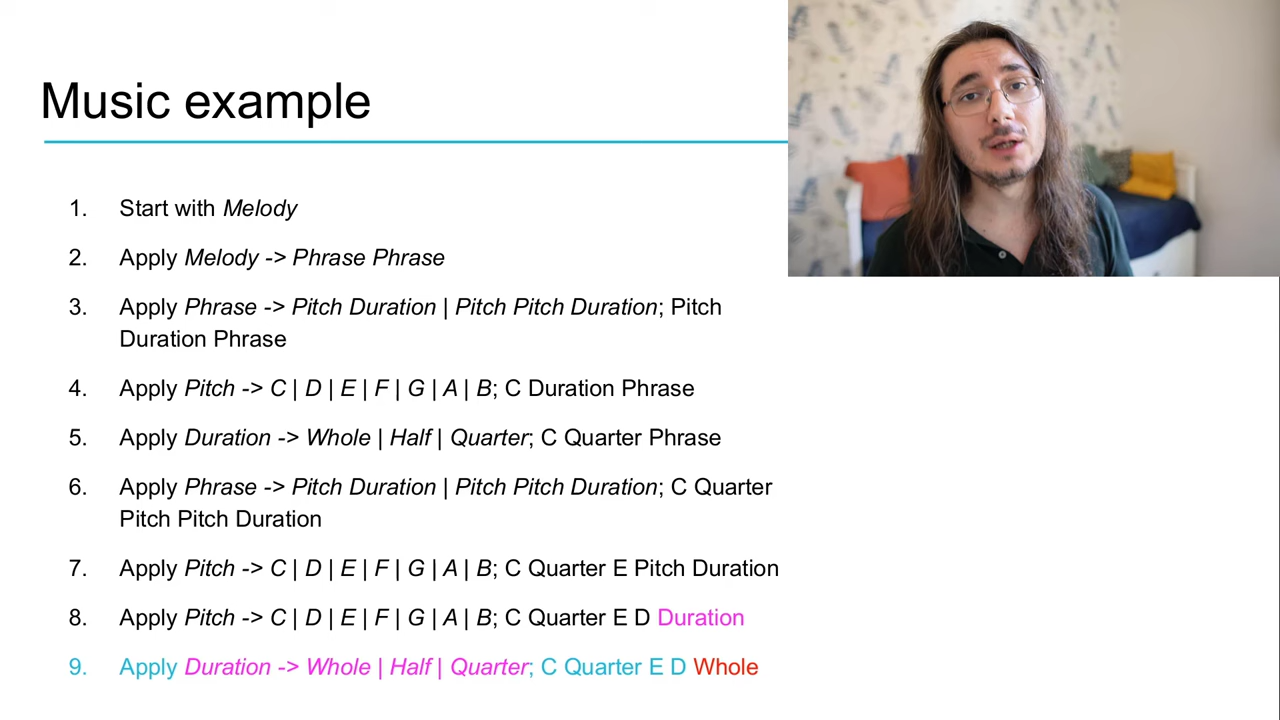 Music example
1. Start with Melody
2. Apply Melody -> Phrase Phrase
3. Apply Phrase -> Pitch Duration | Pitch Pitch Duration; Pitch
Duration Phrase
4. Apply Pitch -> C | D | E | F | G | A | B; C Duration Phrase
5. Apply Duration -> Whole | Half | Quarter; C Quarter Phrase
6. Apply Phrase -> Pitch Duration | Pitch Pitch Duration; C Quarter
Pitch Pitch Duration
7. Apply Pitch -> C | D | E | F | G | A | B; C Quarter E Pitch Duration
8. Apply Pitch -> C | D | E | F | G | A | B; C Quarter E D Duration
9. Apply Duration -> Whole | Half | Quarter; C Quarter E D Whole